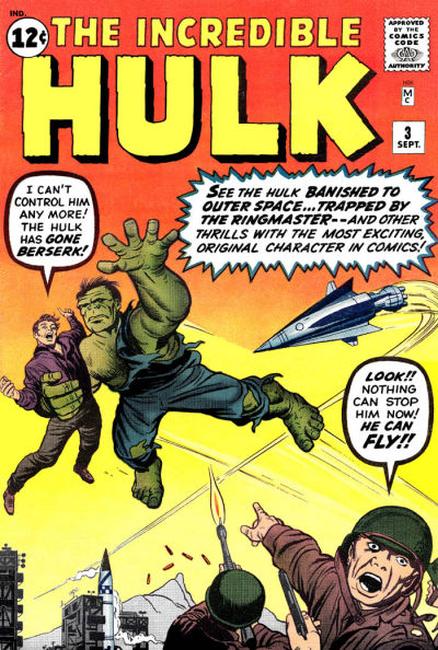 IND.
12¢
THE INCREDIBLE
HULK
APPROVED
BY THE
COMICS
CODE
AUTHORITY
M
C
3
SEPT.
I CAN'T
CONTROL HIM
ANY MORE!
THE HULK
HAS GONE
BERSERK!
SEE THE HULK BANISHED TO
OUTER SPACE...TRAPPED BY
THE RINGMASTER--AND OTHER
THRILLS WITH THE MOST EXCITING,
ORIGINAL CHARACTER IN COMICS!
LOOK!!
NOTHING
CAN STOP
HIM NOW!
HE CAN
FLY!!